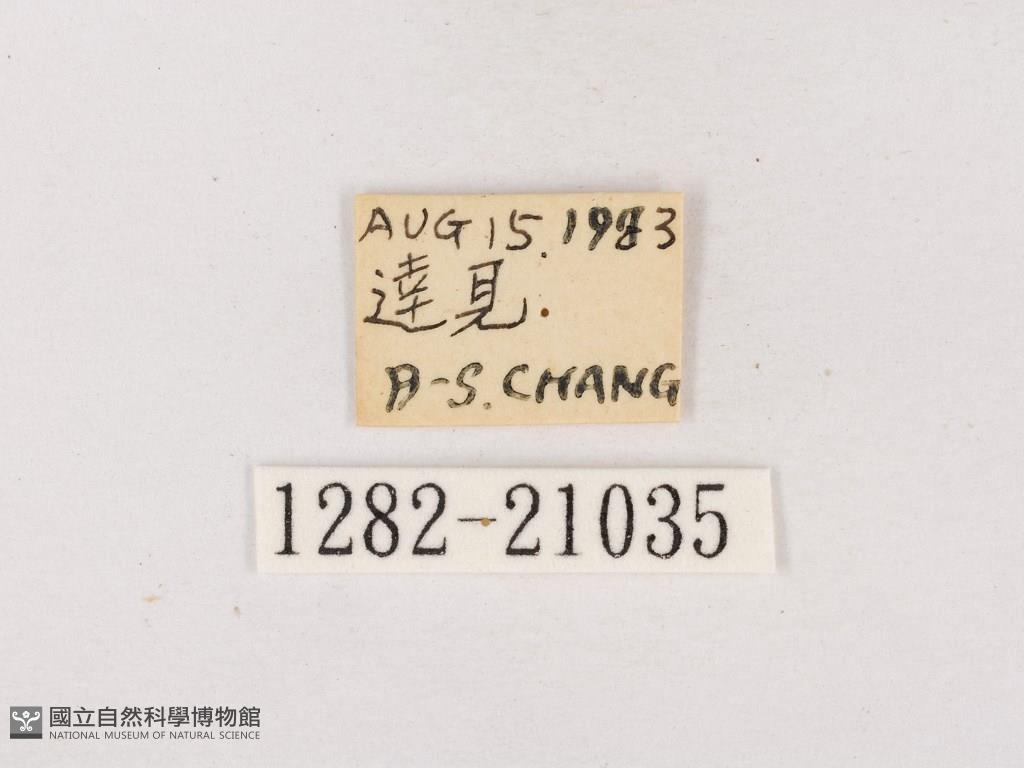 AUG 15. 1983
達見.
B-S. CHANG
1282-21035
國立自然科學博物館
NATIONAL MUSEUM OF NATURAL SCIENCE